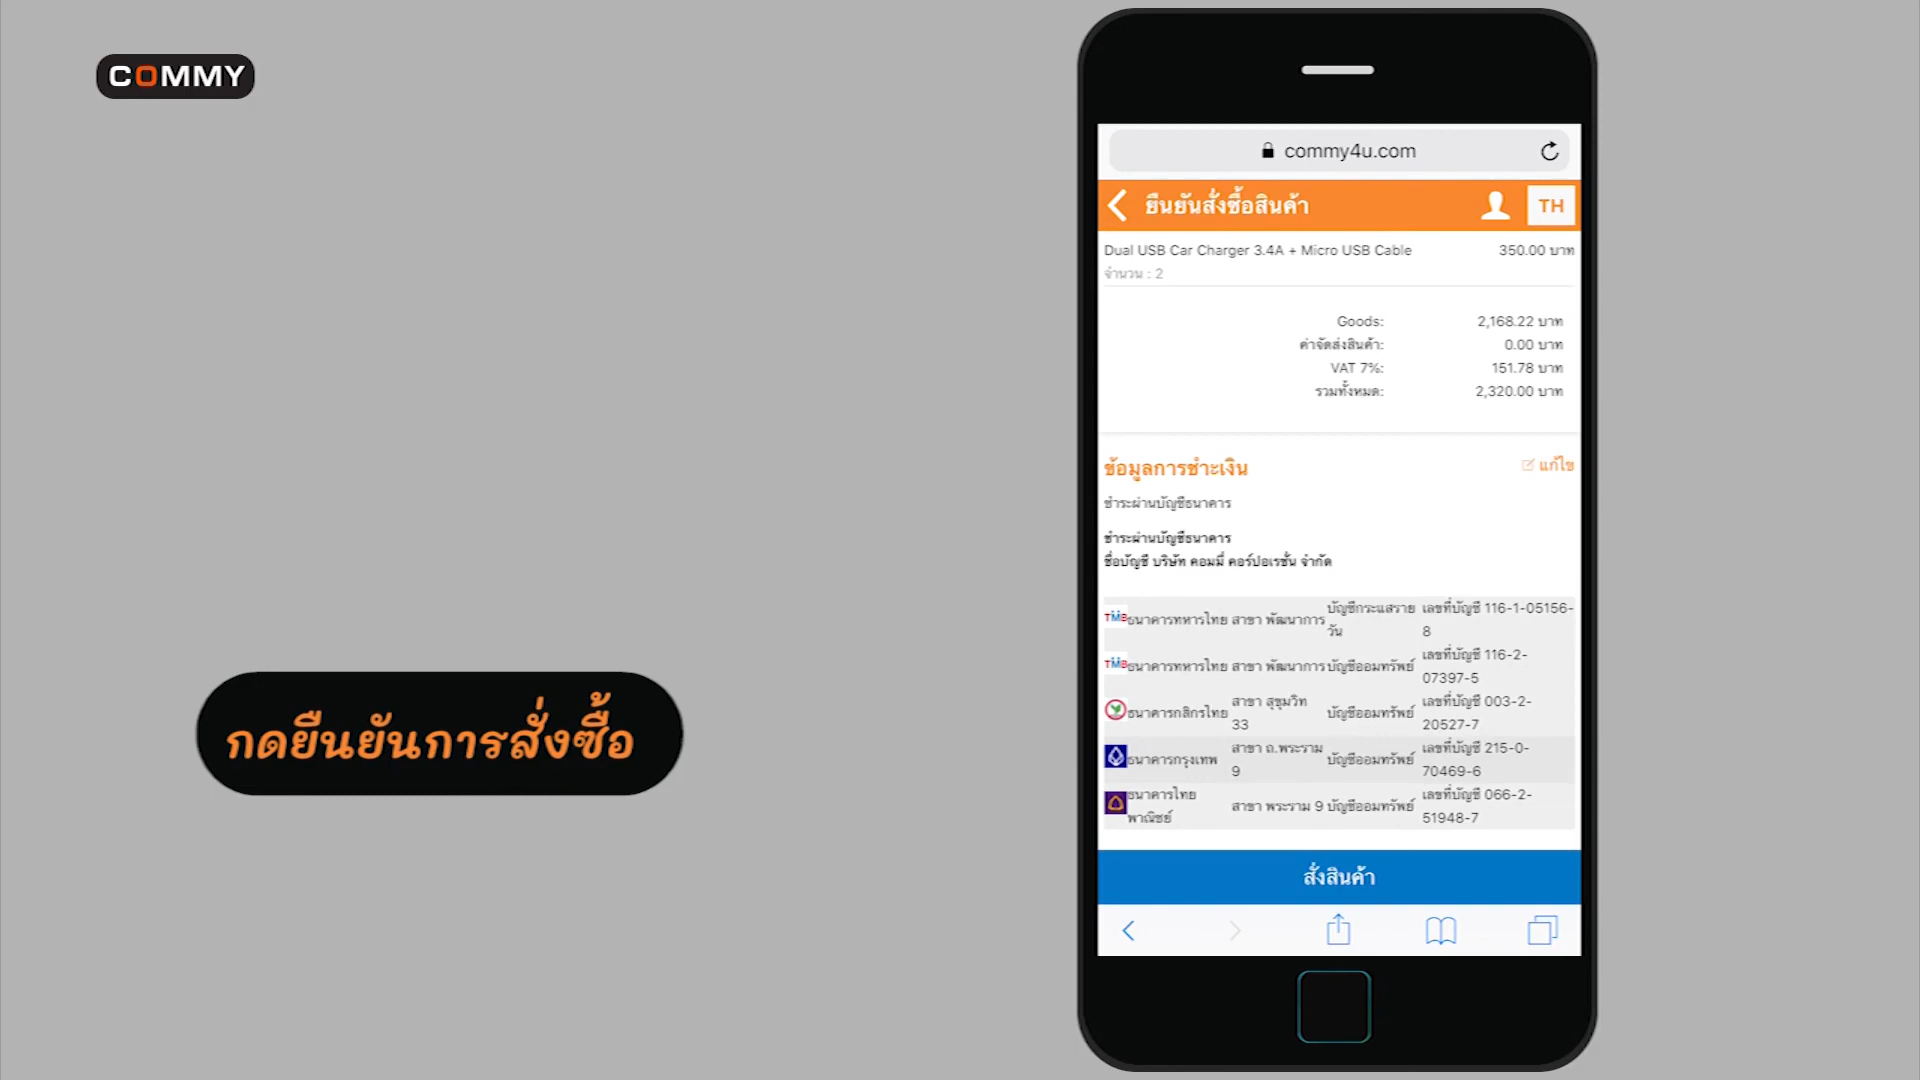 COMMY
commy4u.com
ยืนยันสั่งซื้อสินค้า
TH
Dual USB Car Charger 3.4A + Micro USB Cable 350.00 บาท
จำนวน : 2
Goods: 2,168.22 บาท
ค่าจัดส่งสินค้า: 0.00 บาท
VAT 7%: 151.78 บาท
รวมทั้งหมด: 2,320.00 บาท
ข้อมูลการชำะเงิน แก้ไข
ชำระผ่านบัญชีธนาคาร
ชำระผ่านบัญชีธนาคาร
ชื่อบัญชี บริษัท คอมมี่ คอร์ปอเรชั่น จำกัด
TMB ธนาคารทหารไทย สาขา พัฒนาการ บัญชีกระแสราย เลขที่บัญชี 116-1-05156-
วัน 8
TMB ธนาคารทหารไทย สาขา พัฒนาการ บัญชีออมทรัพย์ เลขที่บัญชี 116-2-
07397-5
ธนาคารกสิกรไทย สาขา สุขุมวิท บัญชีออมทรัพย์ เลขที่บัญชี 003-2-
33 20527-7
ธนาคารกรุงเทพ สาขา ถ.พระราม บัญชีออมทรัพย์ เลขที่บัญชี 215-0-
9 70469-6
ธนาคารไทย สาขา พระราม 9 บัญชีออมทรัพย์ เลขที่บัญชี 066-2-
พาณิชย์ 51948-7
สั่งสินค้า
กดยืนยันการสั่งซื้อ